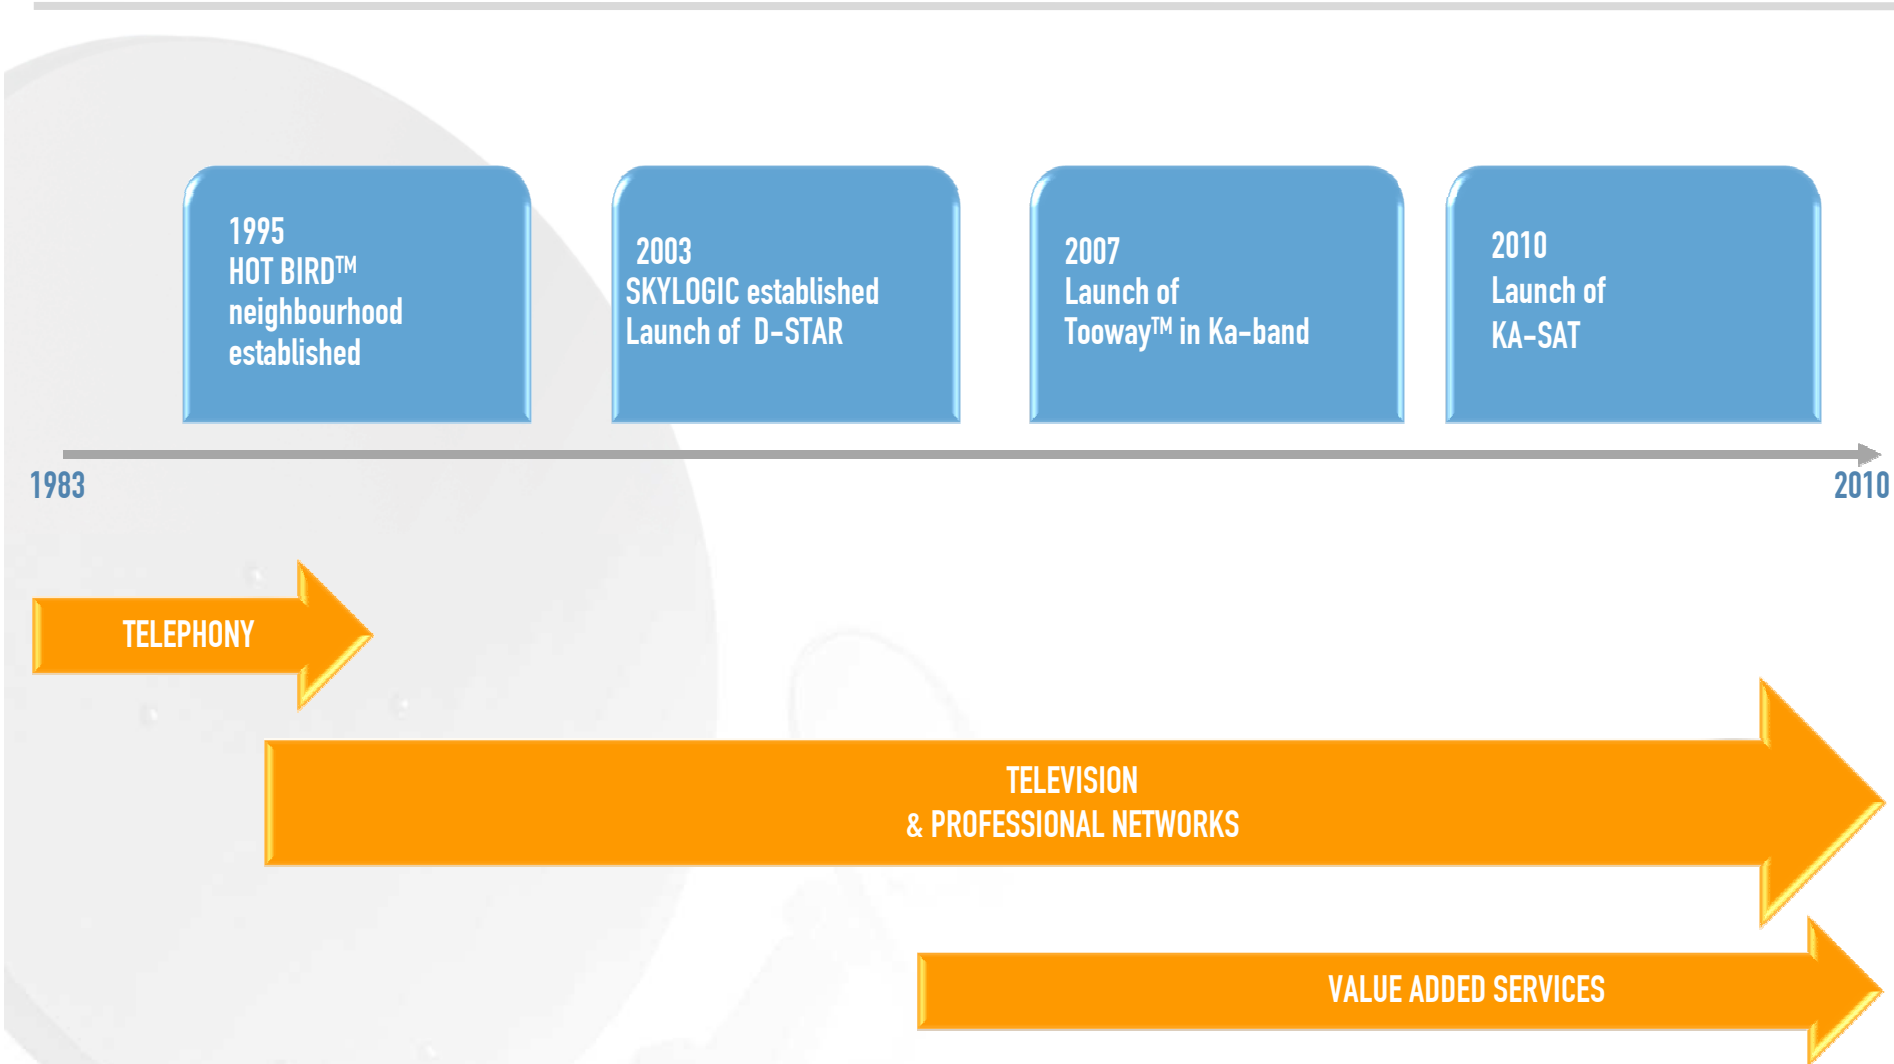 1995
HOT BIRD™
neighbourhood
established
2003
SKYLOGIC established
Launch of D-STAR
2007
Launch of
Tooway™ in Ka-band
2010
Launch of
KA-SAT
1983
2010
TELEPHONY
TELEVISION
& PROFESSIONAL NETWORKS
VALUE ADDED SERVICES